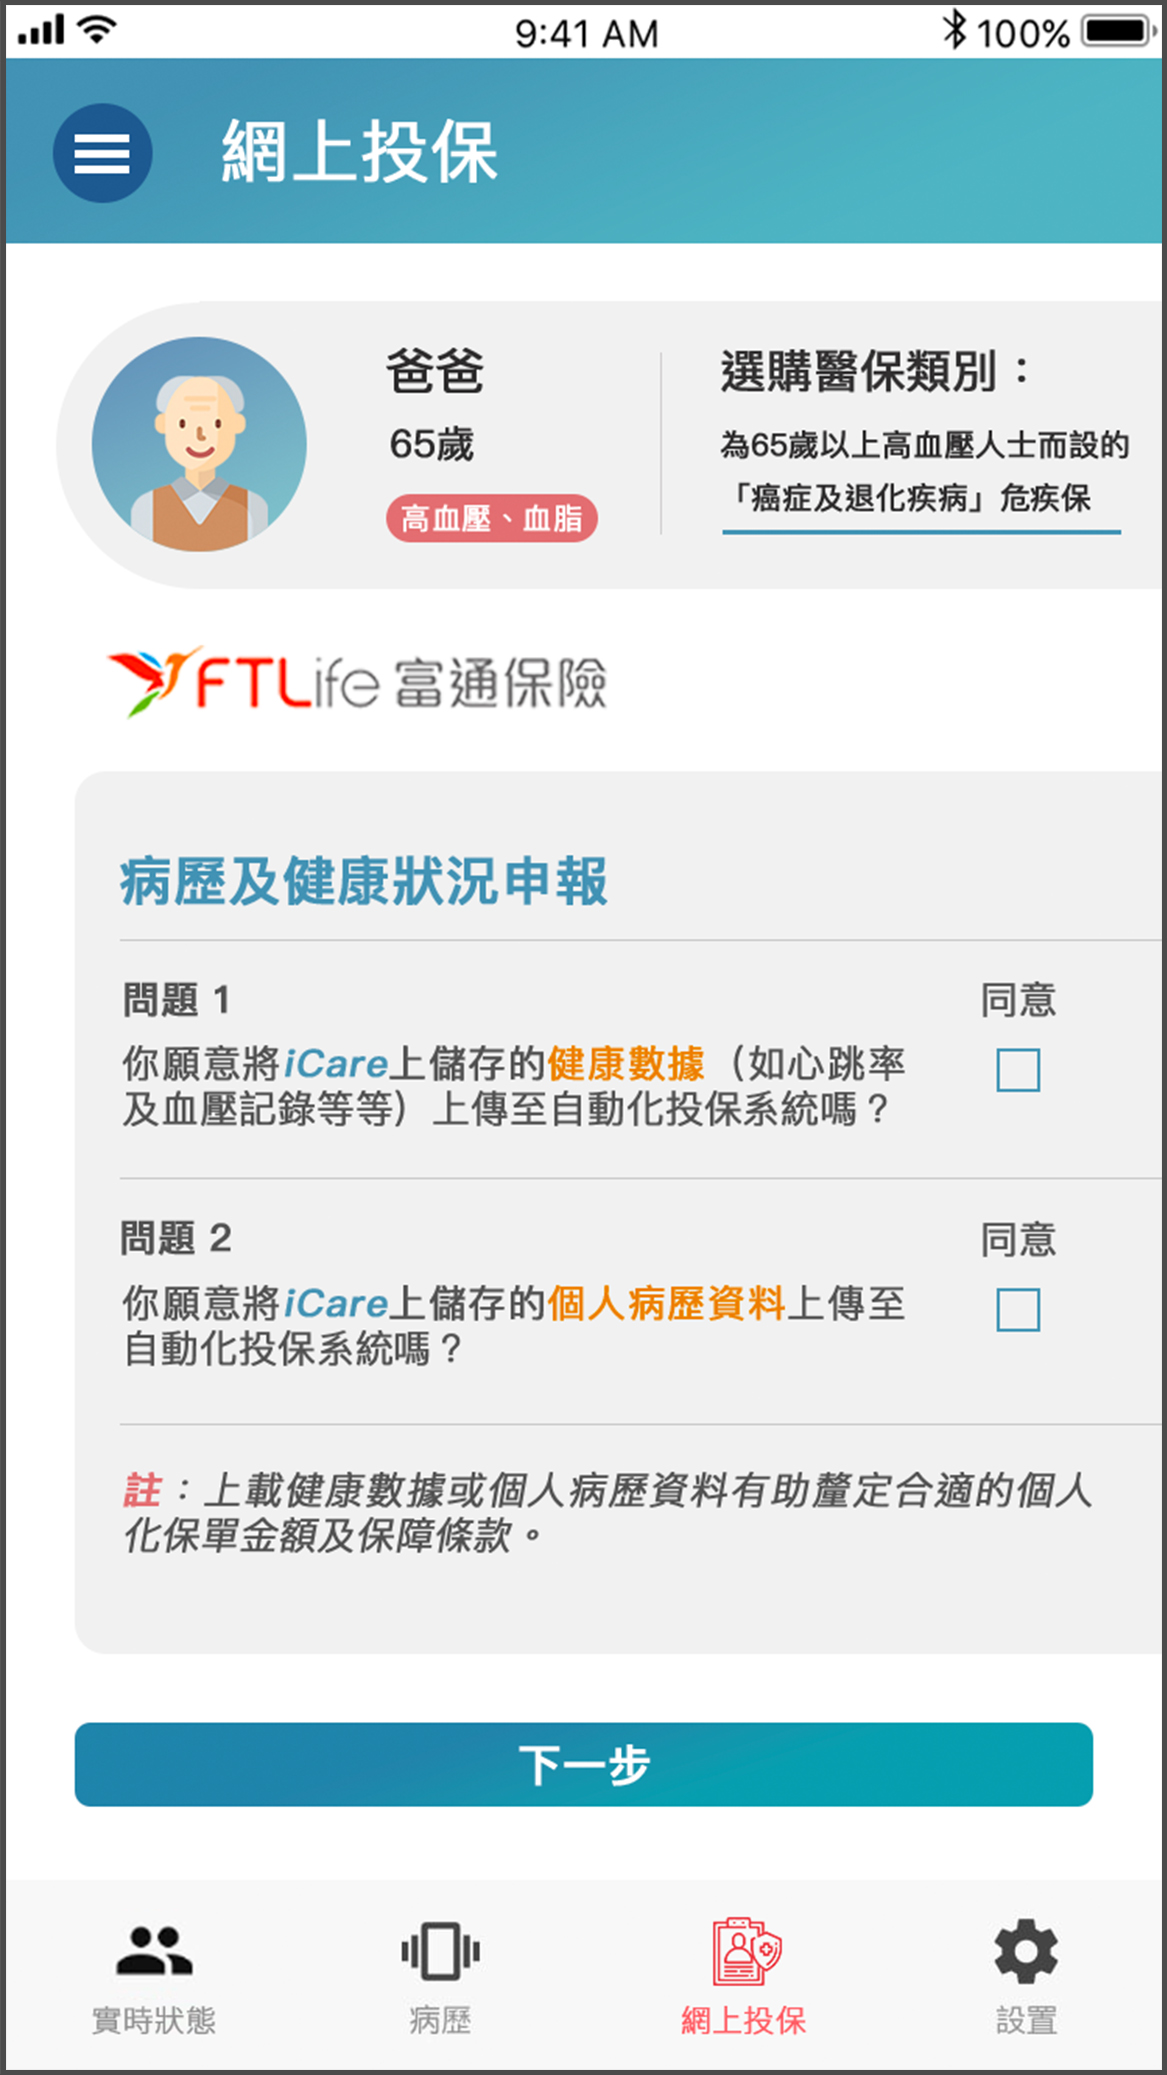 9:41 AM
100%
網上投保
爸爸
65歲
高血壓、血脂
選購醫保類別：
為65歲以上高血壓人士而設的
「癌症及退化疾病」危疾保
FTLife 富通保險
病歷及健康狀況申報
問題 1
同意
你願意將iCare上儲存的健康數據（如心跳率
及血壓記錄等等）上傳至自動化投保系統嗎？
問題 2
同意
你願意將iCare上儲存的個人病歷資料上傳至
自動化投保系統嗎？
註：上載健康數據或個人病歷資料有助釐定合適的個人
化保單金額及保障條款。
下一步
實時狀態
病歷
網上投保
設置